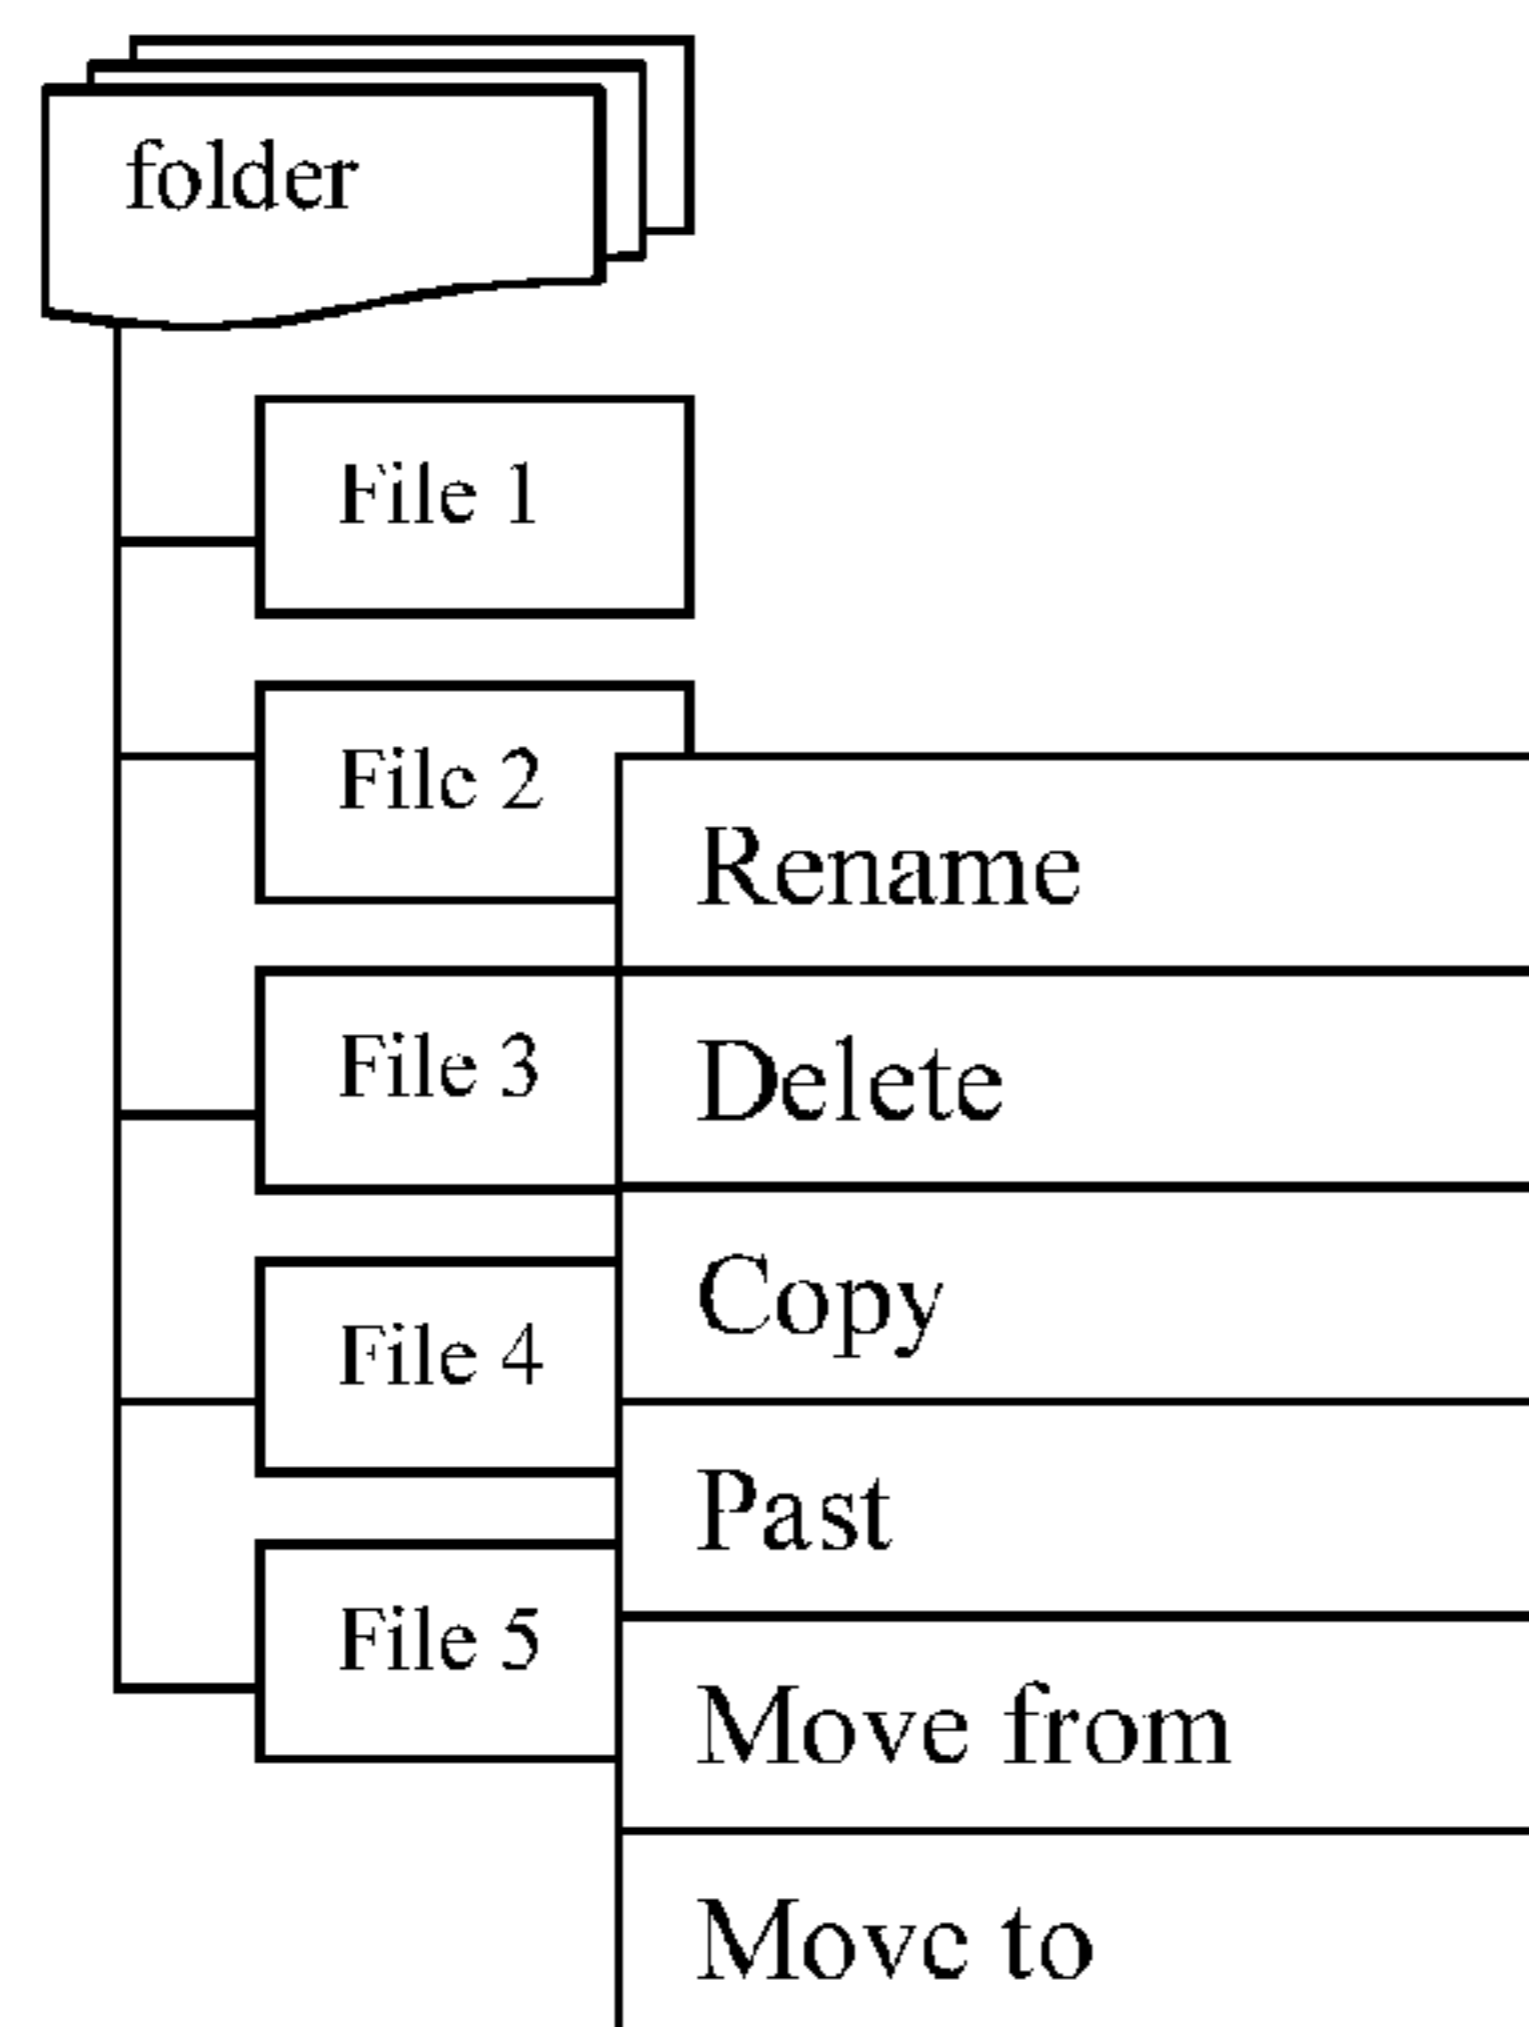 folder
File 1
File 2
Rename
File 3
Delete
Copy
File 4
Past
File 5
Move from
Move to